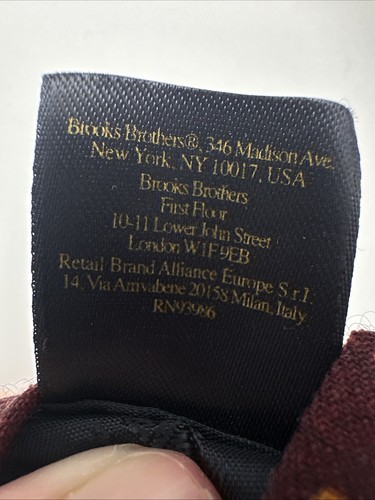 Brooks Brothers®, 346 Madison Ave.
New York, NY 10017, USA
Brooks Brothers
First Floor
10-11 Lower John Street
London W1F9EB
Retail Brand Alliance Europe S.r.l.
14, Via Arrivabene 20158 Milan, Italy
RN93986